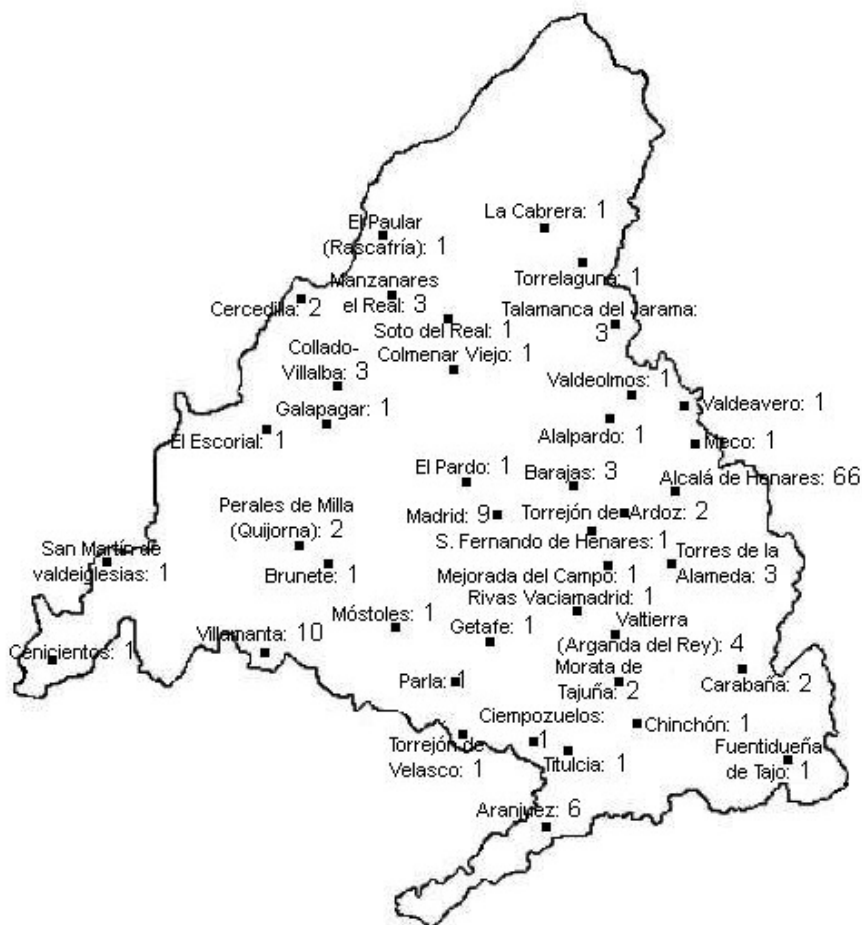 La Cabrera: 1
El Paular
(Rascafría): 1
Torrelaguna: 1
Manzanares
el Real: 3
Cercedilla: 2
Talamanca del Jarama:
3
Soto del Real: 1
Collado-
Villalba: 3
Colmenar Viejo: 1
Valdeolmos: 1
Valdeavero: 1
Galapagar: 1
El Escorial: 1
Alalpardo: 1
Meco: 1
El Pardo: 1
Barajas: 3
Alcalá de Henares: 66
Perales de Milla
(Quijorna): 2
Madrid: 9
Torrejón de Ardoz: 2
S. Fernando de Henares: 1
San Martín de
valdeiglesias: 1
Brunete: 1
Mejorada del Campo: 1
Torres de la
Alameda: 3
Rivas Vaciamadrid: 1
Móstoles: 1
Getafe: 1
Valtierra
(Arganda del Rey): 4
Villamanta: 10
Cenicientos: 1
Parla: 1
Morata de
Tajuña: 2
Carabaña: 2
Ciempozuelos:
1
Chinchón: 1
Torrejón de
Velasco: 1
Titulcia: 1
Fuentidueña
de Tajo: 1
Aranjuez: 6